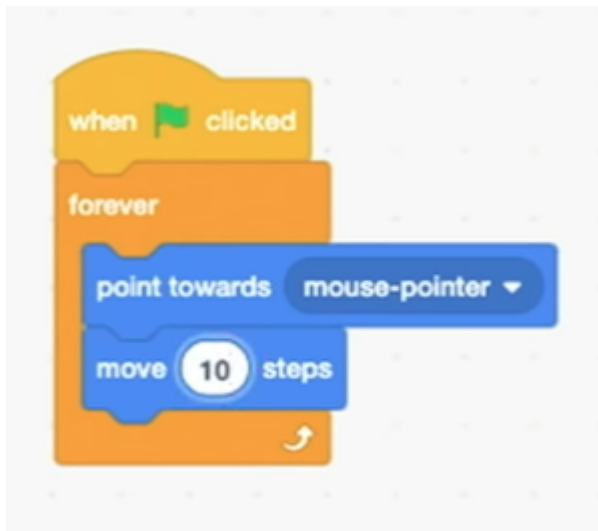 when clicked
forever
point towards mouse-pointer
move 10 steps